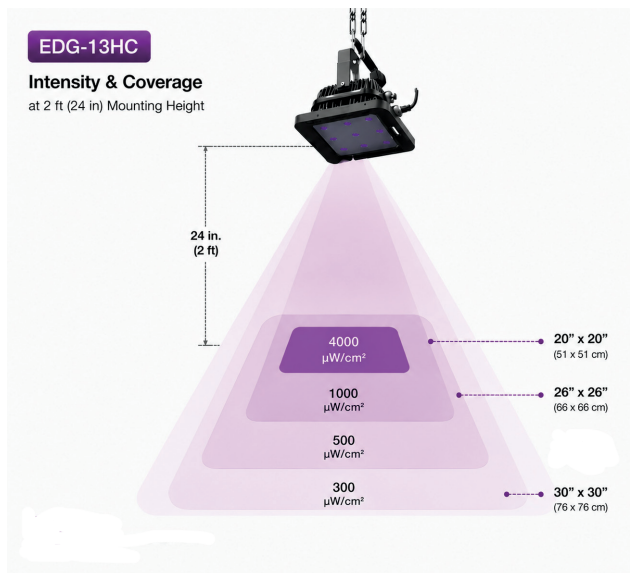 EDG-13HC
Intensity & Coverage
at 2 ft (24 in) Mounting Height
24 in.
(2 ft)
4000
µW/cm²
20” x 20”
(51 x 51 cm)
1000
µW/cm²
26” x 26”
(66 x 66 cm)
500
µW/cm²
300
µW/cm²
30” x 30”
(76 x 76 cm)